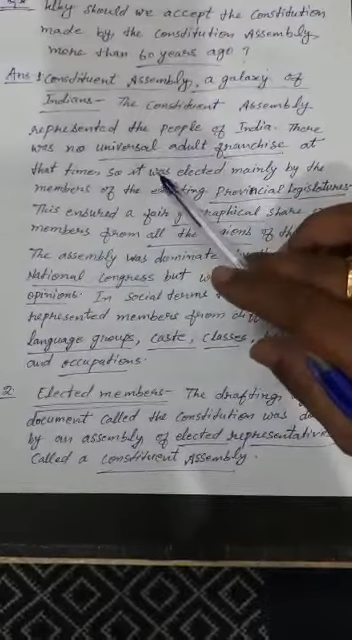 Why should we accept the Constitution
made by the Constitution Assembly
more than 60 years ago ?
Ans 1. Constituent Assembly, a galaxy of
Indians - The Constituent Assembly
represented the people of India. There
was no universal adult franchise at
that time. so it was elected mainly by the
members of the existing Provincial legislatures.
This ensured a fair geographical share of
members from all the
The assembly was dominate
National Congress but
opinions. In social terms
represented members from
language groups, caste, classes,
and occupations.
2. Elected members - The drafting
document called the Constitution was
by an assembly of elected representative
called a constituent Assembly.